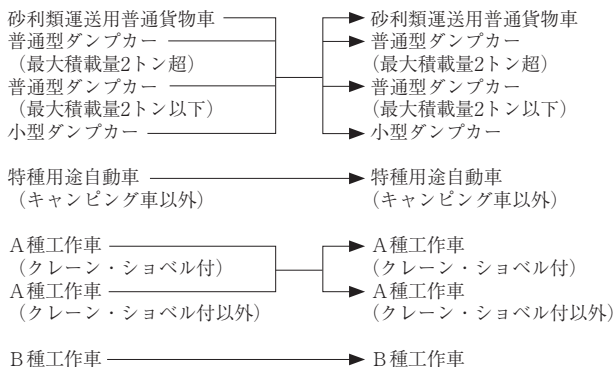 砂利類運送用普通貨物車 砂利類運送用普通貨物車
普通型ダンプカー 普通型ダンプカー
(最大積載量2トン超) (最大積載量2トン超)
普通型ダンプカー 普通型ダンプカー
(最大積載量2トン以下) (最大積載量2トン以下)
小型ダンプカー 小型ダンプカー
特種用途自動車 特種用途自動車
(キャンピング車以外) (キャンピング車以外)
A種工作車 A種工作車
(クレーン・ショベル付) (クレーン・ショベル付)
A種工作車 A種工作車
(クレーン・ショベル付以外) (クレーン・ショベル付以外)
B種工作車 B種工作車